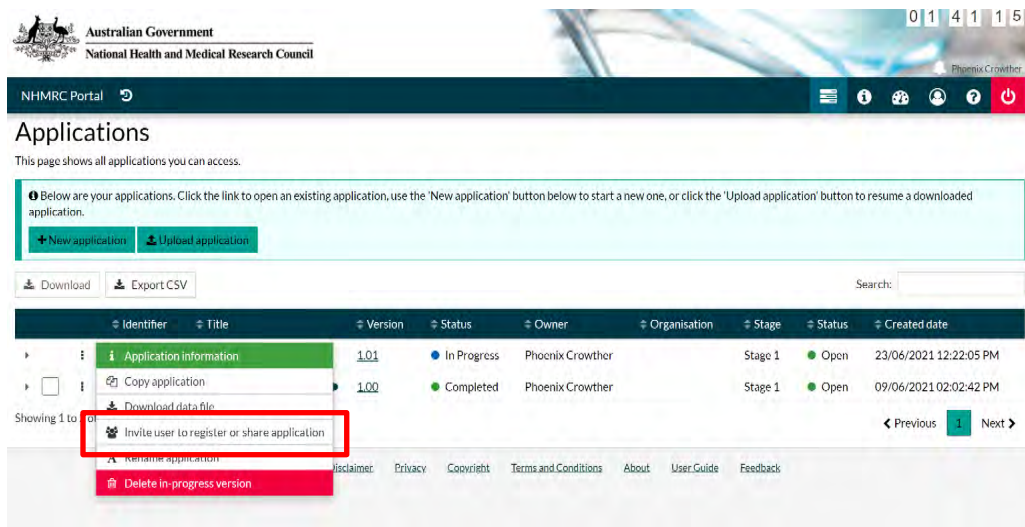 Australian Government
National Health and Medical Research Council
0 1 4 1 1 5
Phoenix Crowther
NHMRC Portal
Applications
This page shows all applications you can access.
Below are your applications. Click the link to open an existing application, use the 'New application' button below to start a new one, or click the 'Upload application' button to resume a downloaded
application.
New application Upload application
Download Export CSV Search:
Identifier Title Version Status Owner Organisation Stage Status Created date
Application information 1.01 In Progress Phoenix Crowther Stage 1 Open 23/06/2021 12:22:05 PM
Copy application 1.00 Completed Phoenix Crowther Stage 1 Open 09/06/2021 02:02:42 PM
Download data file
Showing 1 to Previous 1 Next
Invite user to register or share application
Rename application
Disclaimer Privacy Copyright Terms and Conditions About User Guide Feedback
Delete in-progress version